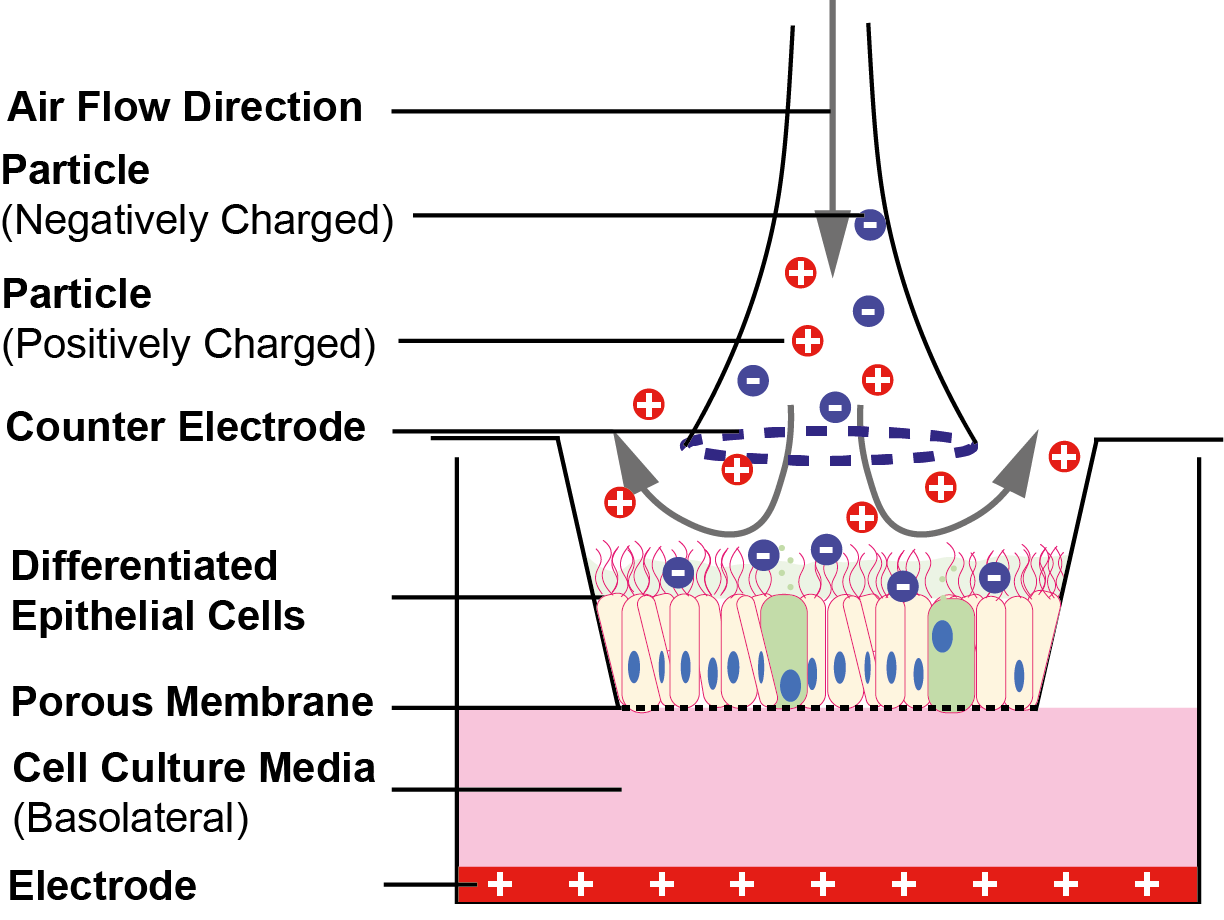 Air Flow Direction
Particle
(Negatively Charged)
Particle
(Positively Charged)
Counter Electrode
Differentiated
Epithelial Cells
Porous Membrane
Cell Culture Media
(Basolateral)
Electrode